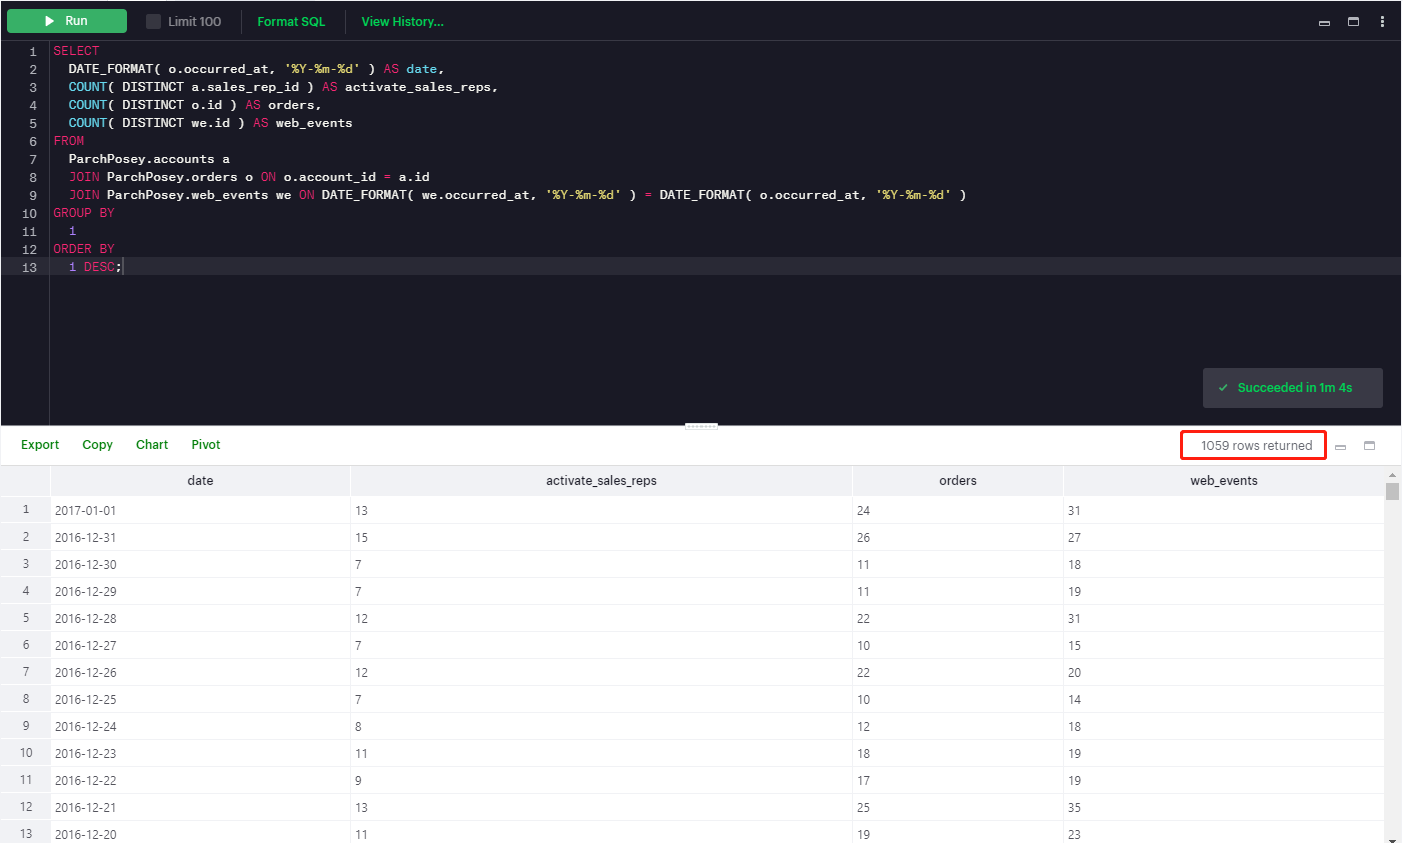 Run Limit 100 Format SQL View History...
1 SELECT
2 DATE_FORMAT( o.occurred_at, '%Y-%m-%d' ) AS date,
3 COUNT( DISTINCT a.sales_rep_id ) AS activate_sales_reps,
4 COUNT( DISTINCT o.id ) AS orders,
5 COUNT( DISTINCT we.id ) AS web_events
6 FROM
7 ParchPosey.accounts a
8 JOIN ParchPosey.orders o ON o.account_id = a.id
9 JOIN ParchPosey.web_events we ON DATE_FORMAT( we.occurred_at, '%Y-%m-%d' ) = DATE_FORMAT( o.occurred_at, '%Y-%m-%d' )
10 GROUP BY
11 1
12 ORDER BY
13 1 DESC;
Succeeded in 1m 4s
Export Copy Chart Pivot 1059 rows returned
date activate_sales_reps orders web_events
1 2017-01-01 13 24 31
2 2016-12-31 15 26 27
3 2016-12-30 7 11 18
4 2016-12-29 7 11 19
5 2016-12-28 12 22 31
6 2016-12-27 7 10 15
7 2016-12-26 12 22 20
8 2016-12-25 7 10 14
9 2016-12-24 8 12 18
10 2016-12-23 11 18 19
11 2016-12-22 9 17 19
12 2016-12-21 13 25 35
13 2016-12-20 11 19 23